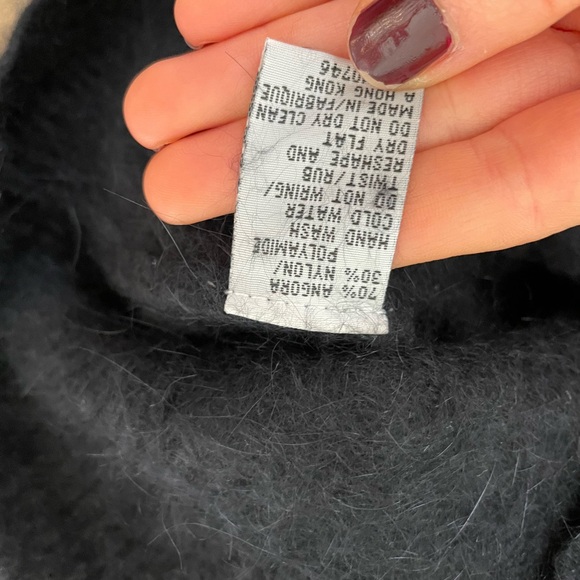 70% ANGORA
30% NYLON/
POLYAMIDE
HAND WASH
COLD WATER
DO NOT WRING/
TWIST/RUB
RESHAPE AND
DRY FLAT
DO NOT DRY CLEAN
MADE IN/FABRIQUE
A HONG KONG